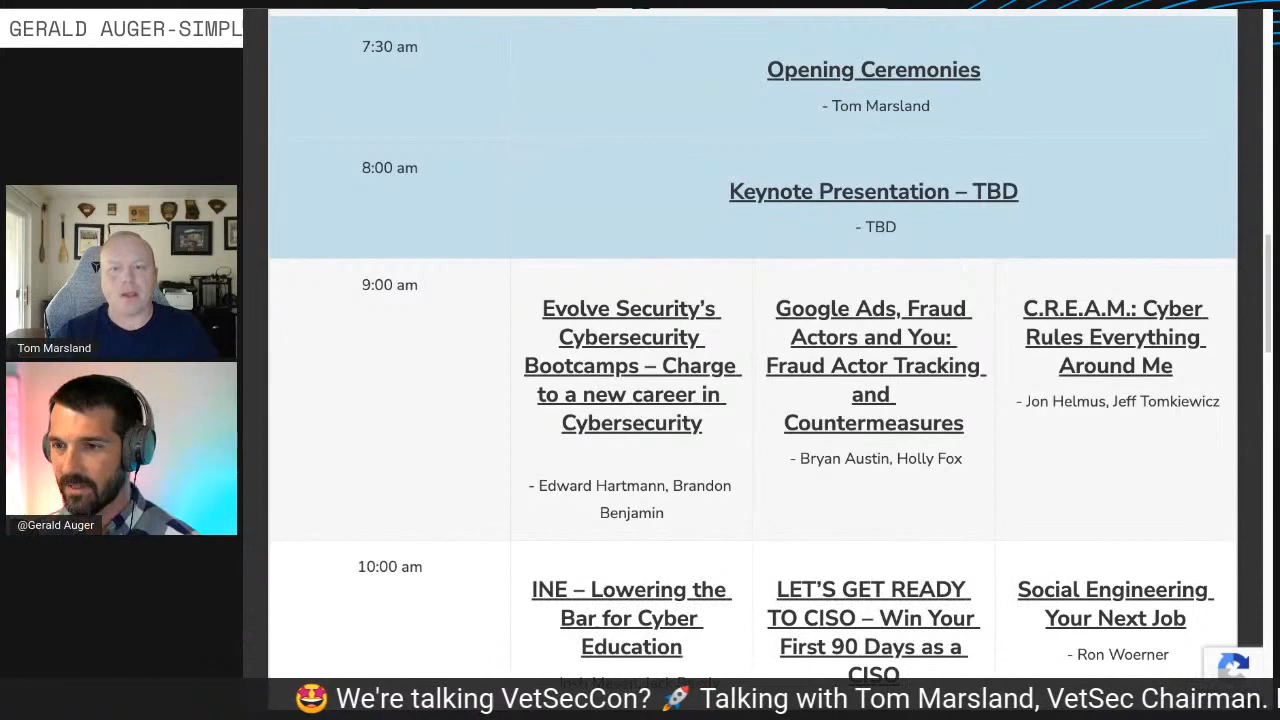 GERALD AUGER-SIMPL
7:30 am
Opening Ceremonies
- Tom Marsland
8:00 am
Keynote Presentation – TBD
- TBD
9:00 am
Evolve Security’s
Cybersecurity
Bootcamps – Charge
to a new career in
Cybersecurity
- Edward Hartmann, Brandon
Benjamin
Google Ads, Fraud
Actors and You:
Fraud Actor Tracking
and
Countermeasures
- Bryan Austin, Holly Fox
C.R.E.A.M.: Cyber
Rules Everything
Around Me
- Jon Helmus, Jeff Tomkiewicz
10:00 am
INE – Lowering the
Bar for Cyber
Education
LET’S GET READY
TO CISO – Win Your
First 90 Days as a
CISO
Social Engineering
Your Next Job
- Ron Woerner
Tom Marsland
@Gerald Auger
🤩 We're talking VetSecCon? 🚀 Talking with Tom Marsland, VetSec Chairman.